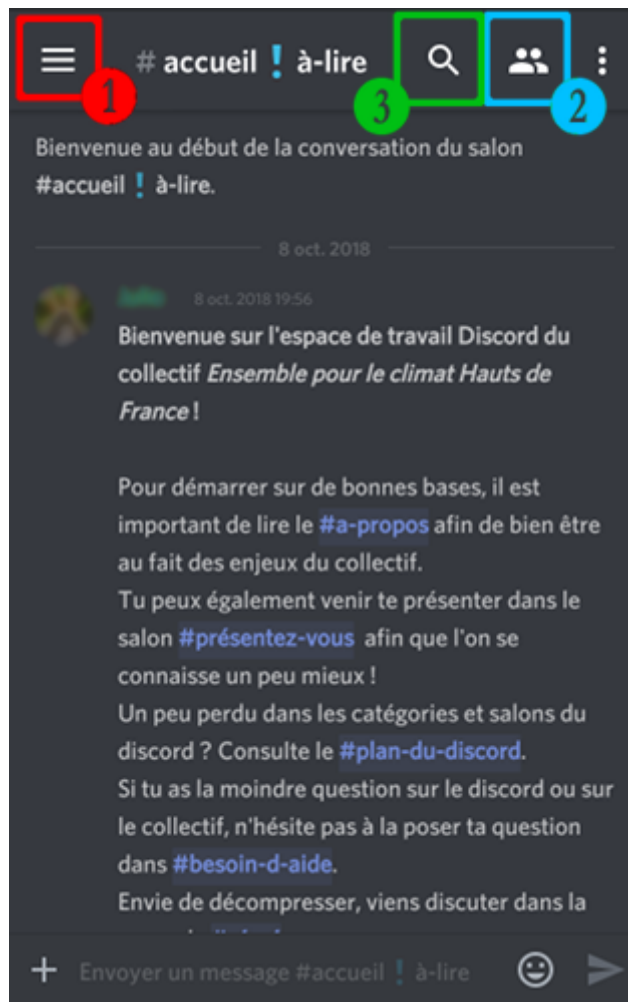 # accueil❗à-lire
1
3
2
Bienvenue au début de la conversation du salon
#accueil❗à-lire.
8 oct. 2018
8 oct. 2018 19:56
Bienvenue sur l'espace de travail Discord du
collectif Ensemble pour le climat Hauts de
France !
Pour démarrer sur de bonnes bases, il est
important de lire le #a-propos afin de bien être
au fait des enjeux du collectif.
Tu peux également venir te présenter dans le
salon #présentez-vous afin que l'on se
connaisse un peu mieux !
Un peu perdu dans les catégories et salons du
discord ? Consulte le #plan-du-discord.
Si tu as la moindre question sur le discord ou sur
le collectif, n'hésite pas à la poser ta question
dans #besoin-d-aide.
Envie de décompresser, viens discuter dans la
Envoyer un message #accueil❗à-lire